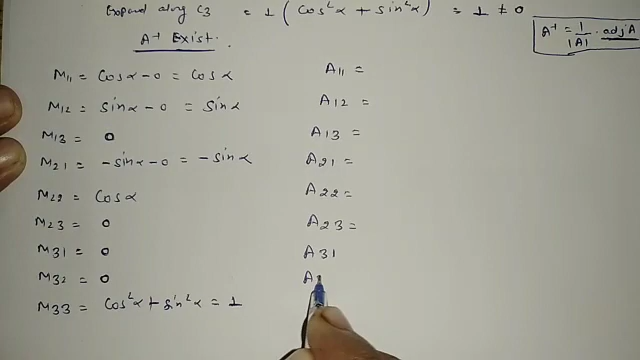 Expand along C3 = 1 ( Cos²α + sin²α ) = 1 ≠ 0
A⁻¹ Exist.
A⁻¹ = 1/|A| . adj A
M11 = Cosα - 0 = Cosα
A11 =
M12 = sinα - 0 = sinα
A12 =
M13 = 0
A13 =
M21 = -sinα - 0 = -sinα
A21 =
M22 = Cosα
A22 =
M23 = 0
A23 =
M31 = 0
A31
M32 = 0
A
M33 = Cos²α + sin²α = 1